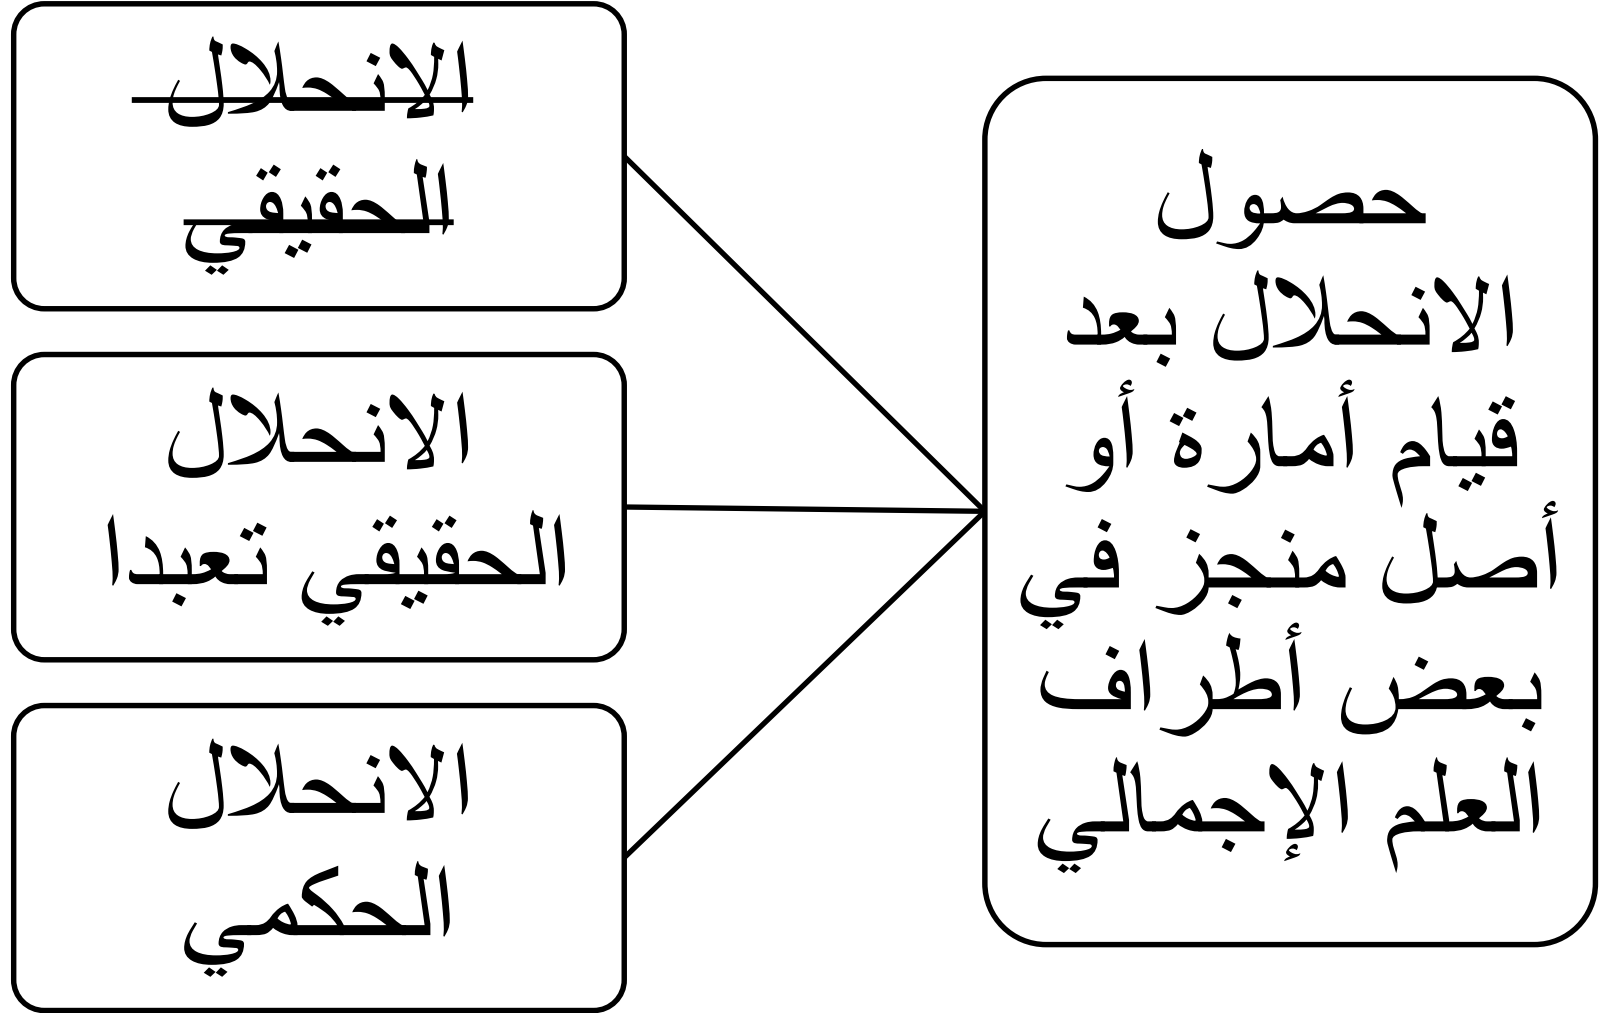 حصول
الانحلال بعد
قيام أمارة أو
أصل منجز في
بعض أطراف
العلم الإجمالي
الانحلال
الحقيقي
الانحلال
الحقيقي تعبدا
الانحلال
الحكمي